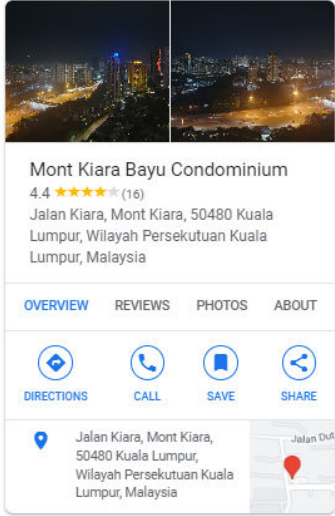 Mont Kiara Bayu Condominium
4.4 (16)
Jalan Kiara, Mont Kiara, 50480 Kuala
Lumpur, Wilayah Persekutuan Kuala
Lumpur, Malaysia
OVERVIEW REVIEWS PHOTOS ABOUT
DIRECTIONS CALL SAVE SHARE
Jalan Kiara, Mont Kiara,
50480 Kuala Lumpur,
Wilayah Persekutuan Kuala
Lumpur, Malaysia
Jalan Dut